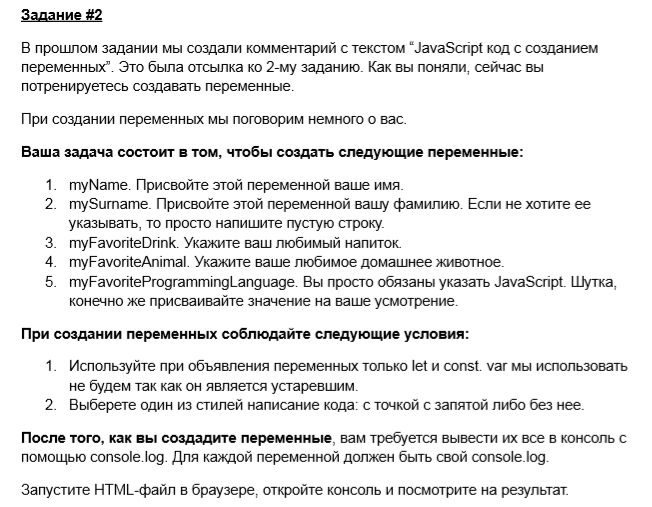 Задание #2
В прошлом задании мы создали комментарий с текстом “JavaScript код с созданием
переменных”. Это была отсылка ко 2-му заданию. Как вы поняли, сейчас вы
потренируетесь создавать переменные.
При создании переменных мы поговорим немного о вас.
Ваша задача состоит в том, чтобы создать следующие переменные:
1. myName. Присвойте этой переменной ваше имя.
2. mySurname. Присвойте этой переменной вашу фамилию. Если не хотите ее
указывать, то просто напишите пустую строку.
3. myFavoriteDrink. Укажите ваш любимый напиток.
4. myFavoriteAnimal. Укажите ваше любимое домашнее животное.
5. myFavoriteProgrammingLanguage. Вы просто обязаны указать JavaScript. Шутка,
конечно же присваивайте значение на ваше усмотрение.
При создании переменных соблюдайте следующие условия:
1. Используйте при объявления переменных только let и const. var мы использовать
не будем так как он является устаревшим.
2. Выберете один из стилей написание кода: с точкой с запятой либо без нее.
После того, как вы создадите переменные, вам требуется вывести их все в консоль с
помощью console.log. Для каждой переменной должен быть свой console.log.
Запустите HTML-файл в браузере, откройте консоль и посмотрите на результат.